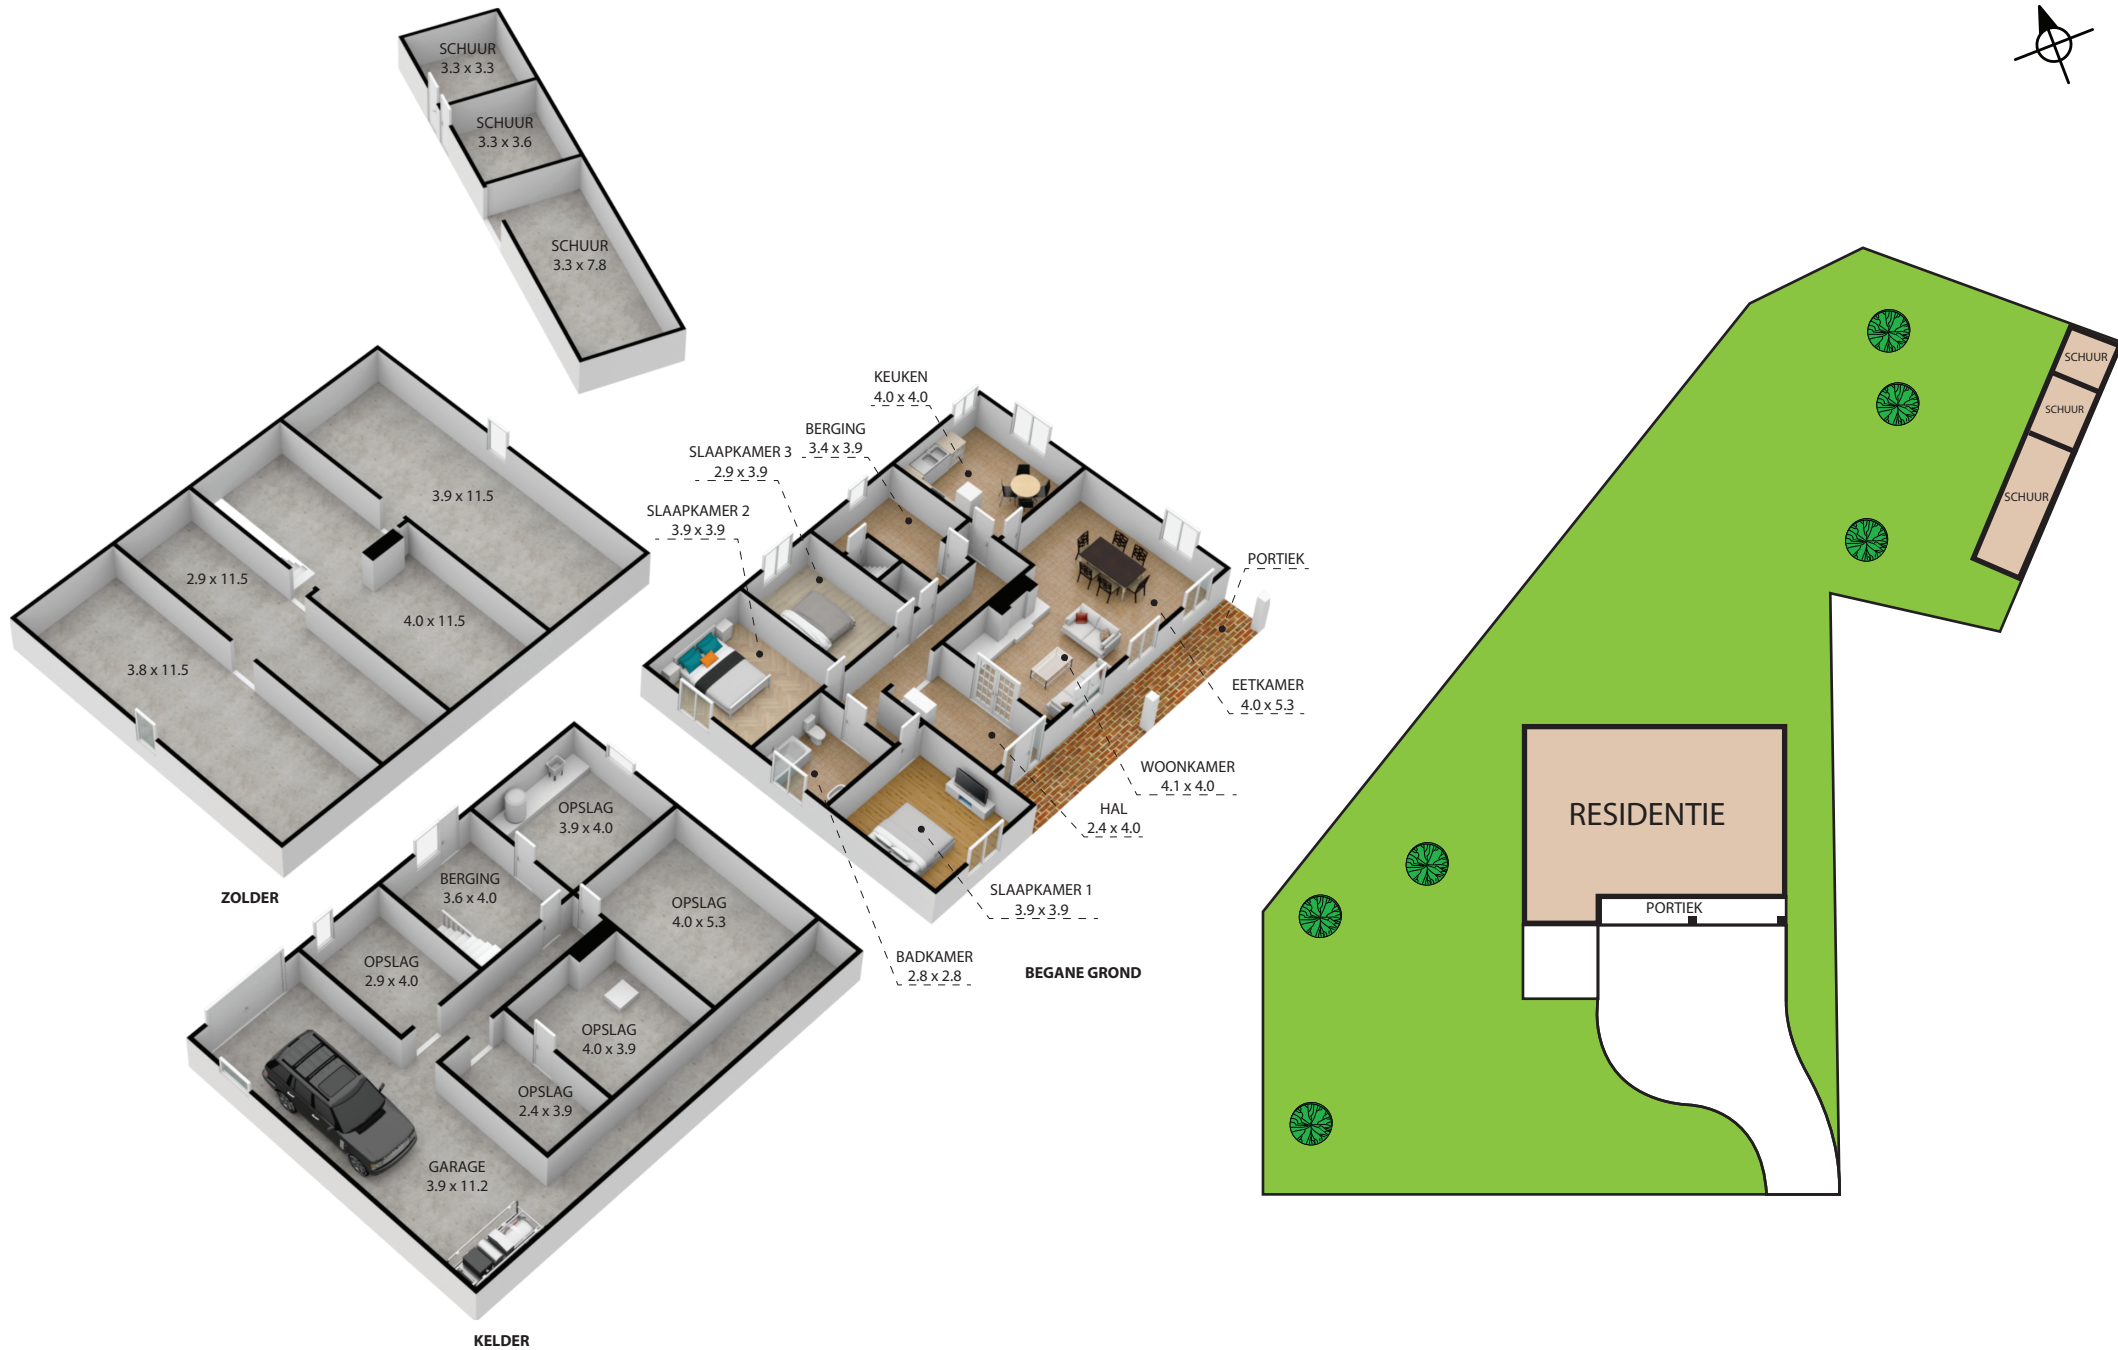 SCHUUR
3.3 x 3.3
SCHUUR
3.3 x 3.6
SCHUUR
3.3 x 7.8
3.9 x 11.5
2.9 x 11.5
4.0 x 11.5
3.8 x 11.5
ZOLDER
KEUKEN
4.0 x 4.0
BERGING
3.4 x 3.9
SLAAPKAMER 3
2.9 x 3.9
SLAAPKAMER 2
3.9 x 3.9
PORTIEK
EETKAMER
4.0 x 5.3
WOONKAMER
4.1 x 4.0
HAL
2.4 x 4.0
SLAAPKAMER 1
3.9 x 3.9
BADKAMER
2.8 x 2.8
BEGANE GROND
OPSLAG
3.9 x 4.0
BERGING
3.6 x 4.0
OPSLAG
4.0 x 5.3
OPSLAG
2.9 x 4.0
OPSLAG
4.0 x 3.9
OPSLAG
2.4 x 3.9
GARAGE
3.9 x 11.2
KELDER
SCHUUR
SCHUUR
SCHUUR
RESIDENTIE
PORTIEK